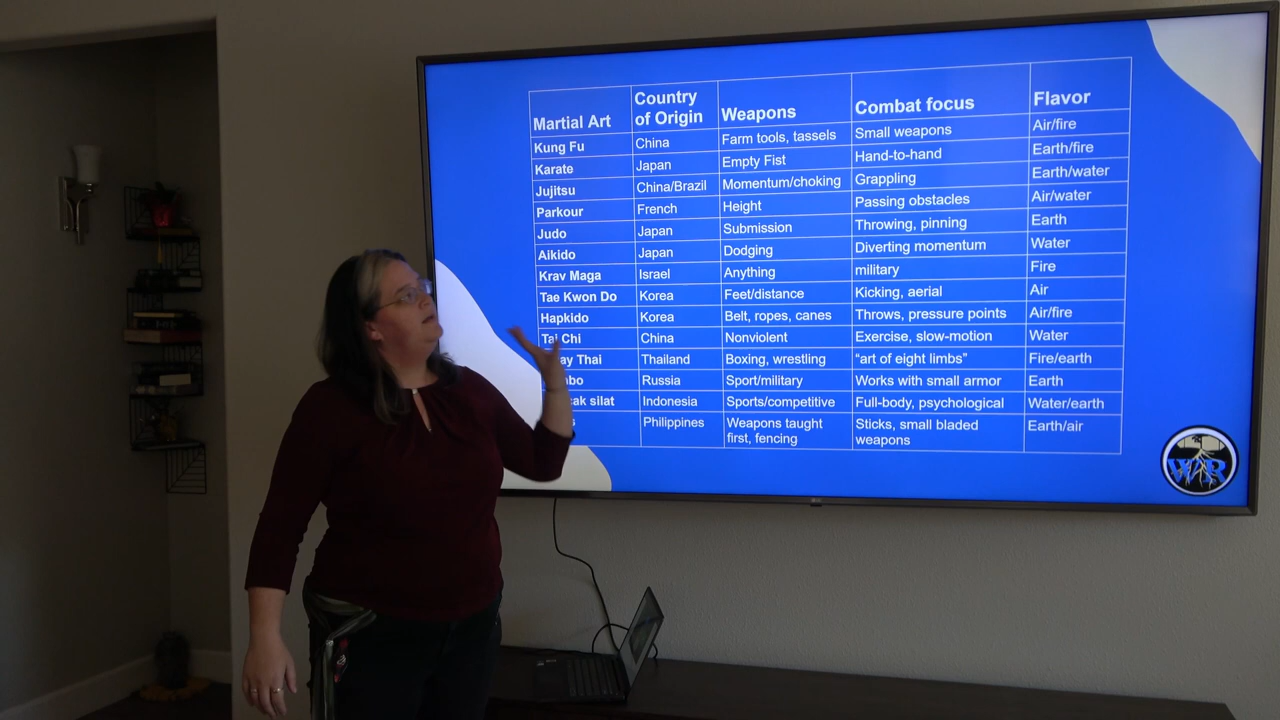 Martial Art Country of Origin Weapons Combat focus Flavor
Kung Fu China Farm tools, tassels Small weapons Air/fire
Karate Japan Empty Fist Hand-to-hand Earth/fire
Jujitsu China/Brazil Momentum/choking Grappling Earth/water
Parkour French Height Passing obstacles Air/water
Judo Japan Submission Throwing, pinning Earth
Aikido Japan Dodging Diverting momentum Water
Krav Maga Israel Anything military Fire
Tae Kwon Do Korea Feet/distance Kicking, aerial Air
Hapkido Korea Belt, ropes, canes Throws, pressure points Air/fire
Tai Chi China Nonviolent Exercise, slow-motion Water
Thai Thailand Boxing, wrestling “art of eight limbs” Fire/earth
Russia Sport/military Works with small armor Earth
silat Indonesia Sports/competitive Full-body, psychological Water/earth
Philippines Weapons taught first, fencing Sticks, small bladed weapons Earth/air
WR